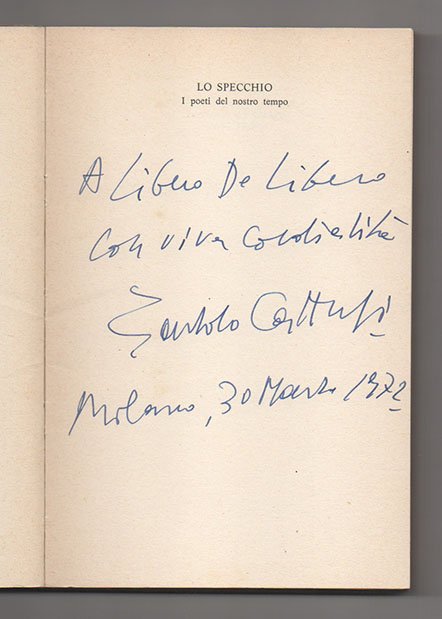 LO SPECCHIO
I poeti del nostro tempo
A Libero De Libero
con viva cordialità
Bartolo Cattafi
Milano, 30 Marzo 1972